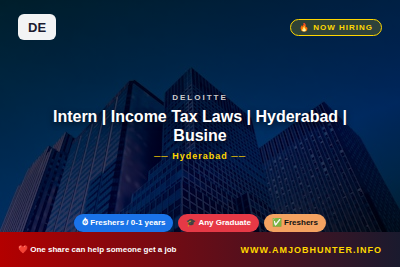 DE
🔥 NOW HIRING
DELOITTE
Intern | Income Tax Laws | Hyderabad |
Busine
—— Hyderabad ——
⏱ Freshers / 0-1 years
🎓 Any Graduate
✅ Freshers
❤️ One share can help someone get a job
WWW.AMJOBHUNTER.INFO